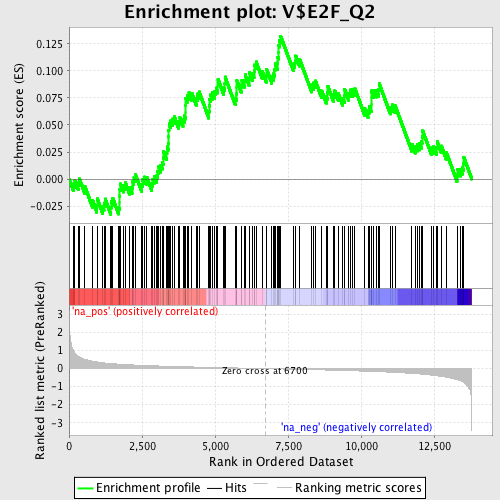 Enrichment plot: V$E2F_Q2
Enrichment score (ES)
0.125
0.100
0.075
0.050
0.025
0.000
-0.025
Ranked list metric (PreRanked)
'na_pos' (positively correlated)
3
2
1
0
-1
-2
-3
Zero cross at 6700
'na_neg' (negatively correlated)
0
2,500
5,000
7,500
10,000
12,500
Rank in Ordered Dataset
Enrichment profile
Hits
Ranking metric scores